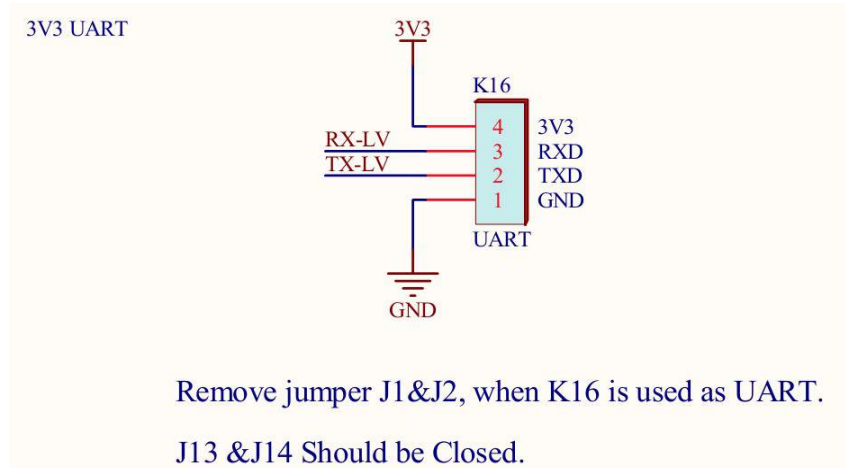 3V3 UART
3V3
K16
4 3V3
RX-LV 3 RXD
TX-LV 2 TXD
1 GND
UART
GND
Remove jumper J1&J2, when K16 is used as UART.
J13 &J14 Should be Closed.